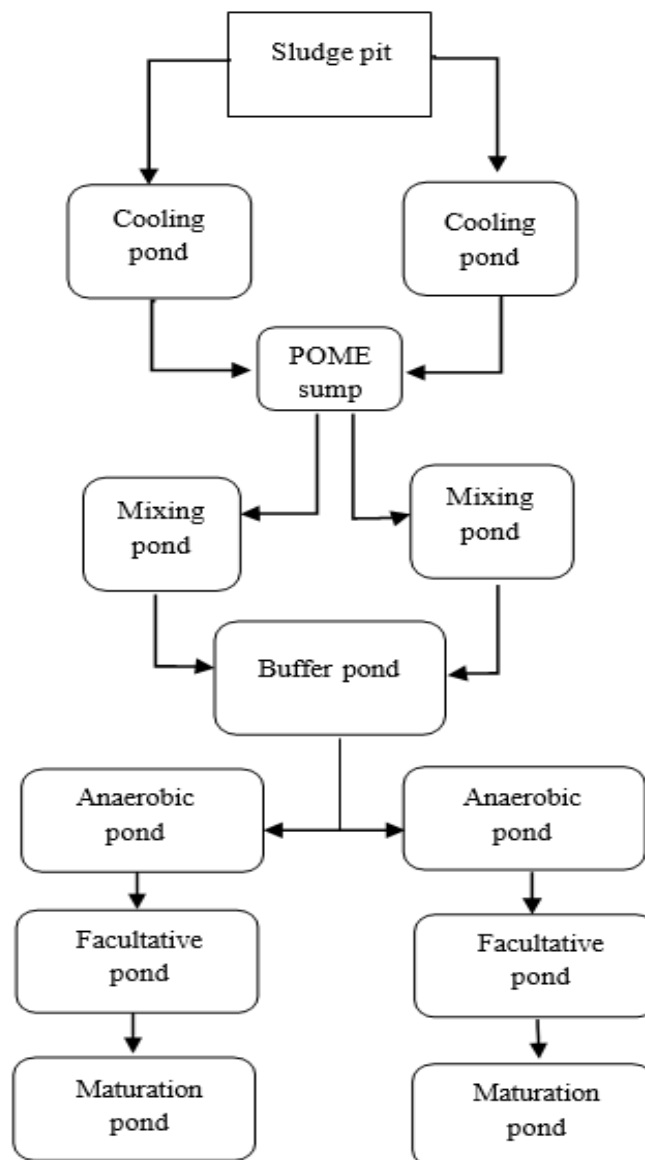 Sludge pit
Cooling
pond
Cooling
pond
POME
sump
Mixing
pond
Mixing
pond
Buffer pond
Anaerobic
pond
Anaerobic
pond
Facultative
pond
Facultative
pond
Maturation
pond
Maturation
pond